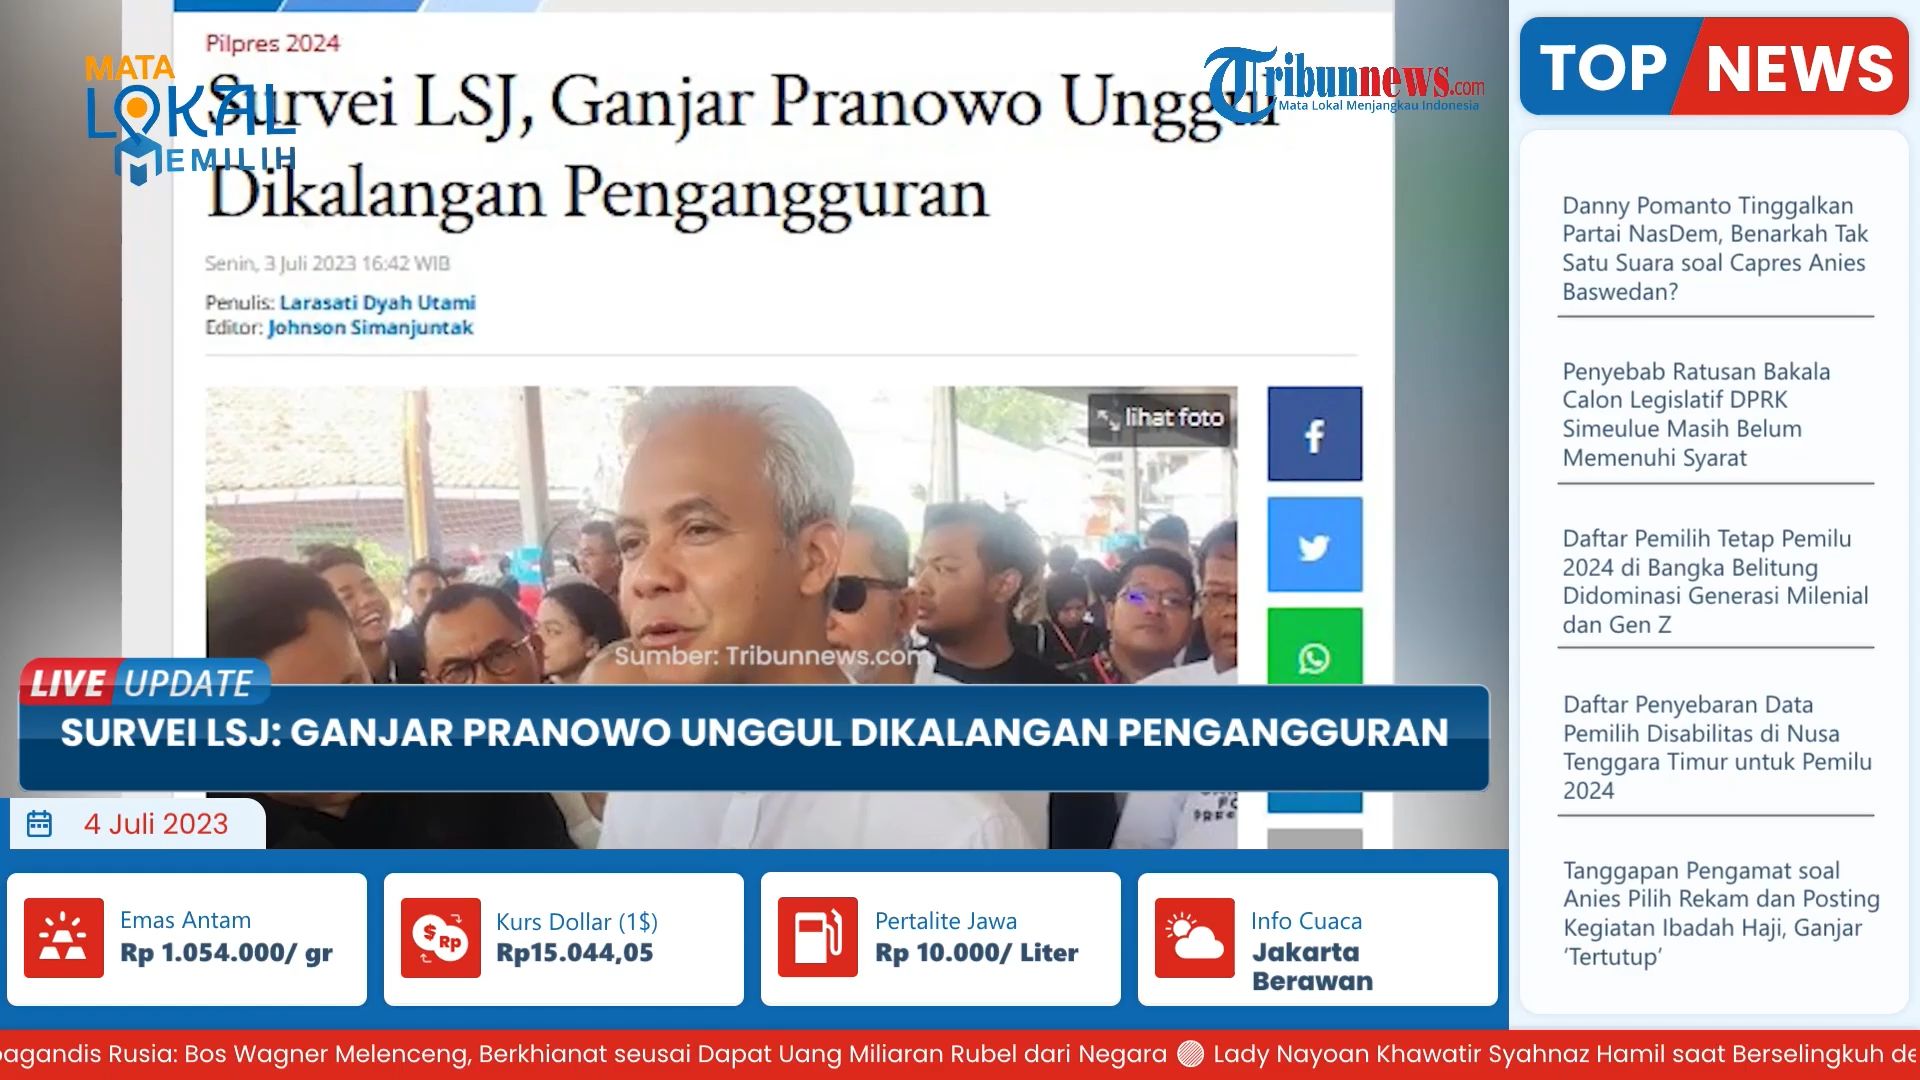 Pilpres 2024
Survei LSJ, Ganjar Pranowo Unggul
Dikalangan Pengangguran
MATA
LOKAL
MEMILIH
Tribunnews.com
Mata Lokal Menjangkau Indonesia
Senin, 3 Juli 2023 16:42 WIB
Penulis: Larasati Dyah Utami
Editor: Johnson Simanjuntak
lihat foto
Sumber: Tribunnews.com
LIVE UPDATE
SURVEI LSJ: GANJAR PRANOWO UNGGUL DIKALANGAN PENGANGGURAN
4 Juli 2023
Emas Antam
Rp 1.054.000/ gr
$ Rp
Kurs Dollar (1$)
Rp15.044,05
Pertalite Jawa
Rp 10.000/ Liter
Info Cuaca
Jakarta
Berawan
TOP NEWS
Danny Pomanto Tinggalkan
Partai NasDem, Benarkah Tak
Satu Suara soal Capres Anies
Baswedan?
Penyebab Ratusan Bakala
Calon Legislatif DPRK
Simeulue Masih Belum
Memenuhi Syarat
Daftar Pemilih Tetap Pemilu
2024 di Bangka Belitung
Didominasi Generasi Milenial
dan Gen Z
Daftar Penyebaran Data
Pemilih Disabilitas di Nusa
Tenggara Timur untuk Pemilu
2024
Tanggapan Pengamat soal
Anies Pilih Rekam dan Posting
Kegiatan Ibadah Haji, Ganjar
‘Tertutup’
pagandis Rusia: Bos Wagner Melenceng, Berkhianat seusai Dapat Uang Miliaran Rubel dari Negara Lady Nayoan Khawatir Syahnaz Hamil saat Berselingkuh de